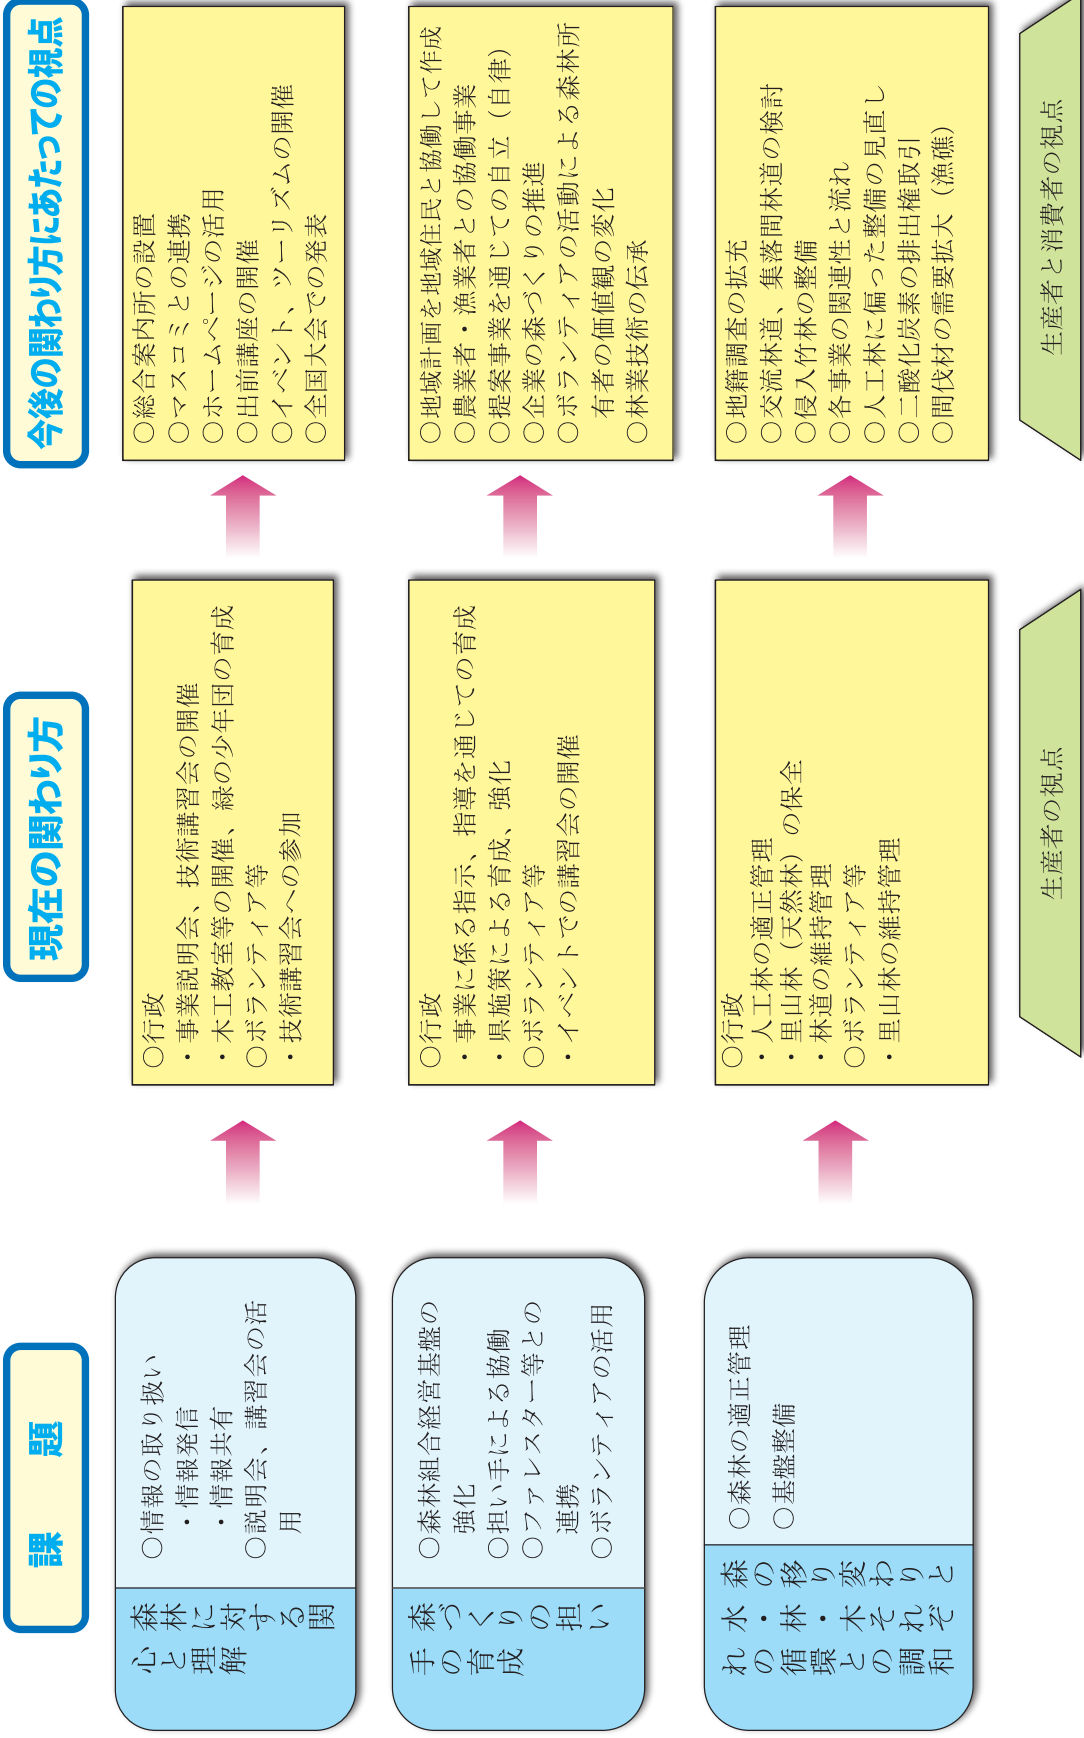 課　題
現在の関わり方
今後の関わり方にあたっての視点
森林に対する関
心と理解
○情報の取り扱い
・情報発信
・情報共有
○説明会、講習会の活
用
○行政
・事業説明会、技術講習会の開催
・木工教室等の開催、緑の少年団の育成
○ボランティア等
・技術講習会への参加
○総合案内所の設置
○マスコミとの連携
○ホームページの活用
○出前講座の開催
○イベント、ツーリズムの開催
○全国大会での発表
森づくりの担い
手の育成
○森林組合経営基盤の
強化
○担い手による協働
○ファレスター等との
連携
○ボランティアの活用
○行政
・事業に係る指示、指導を通じての育成
・県施策による育成、強化
○ボランティア等
・イベントでの講習会の開催
○地域計画を地域住民と協働して作成
○農業者・漁業者との協働事業
○提案事業を通じての自立（自律）
○企業の森づくりの推進
○ボランティアの活動による森林所
有者の価値観の変化
○林業技術の伝承
森の移り変わりと
水・林・木それぞ
れの循環との調和
○森林の適正管理
○基盤整備
○行政
・人工林の適正管理
・里山林（天然林）の保全
・林道の維持管理
○ボランティア等
・里山林の維持管理
○地籍調査の拡充
○交流林道、集落間林道の検討
○侵入竹林の整備
○各事業の関連性と流れ
○人工林に偏った整備の見直し
○二酸化炭素の排出権取引
○間伐材の需要拡大（漁礁）
生産者の視点
生産者と消費者の視点